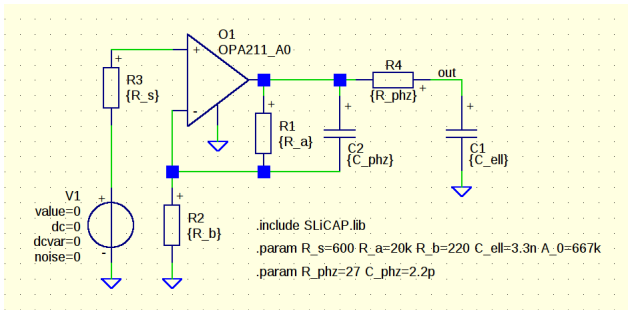 O1
OPA211_A0
+
-
R3
{R_s}
+
R1
{R_a}
+
C2
{C_phz}
+
R4
{R_phz}
+
out
C1
{C_ell}
+
V1
value=0
dc=0
dcvar=0
noise=0
+
-
R2
{R_b}
+
.include SLiCAP.lib
.param R_s=600 R_a=20k R_b=220 C_ell=3.3n A_0=667k
.param R_phz=27 C_phz=2.2p